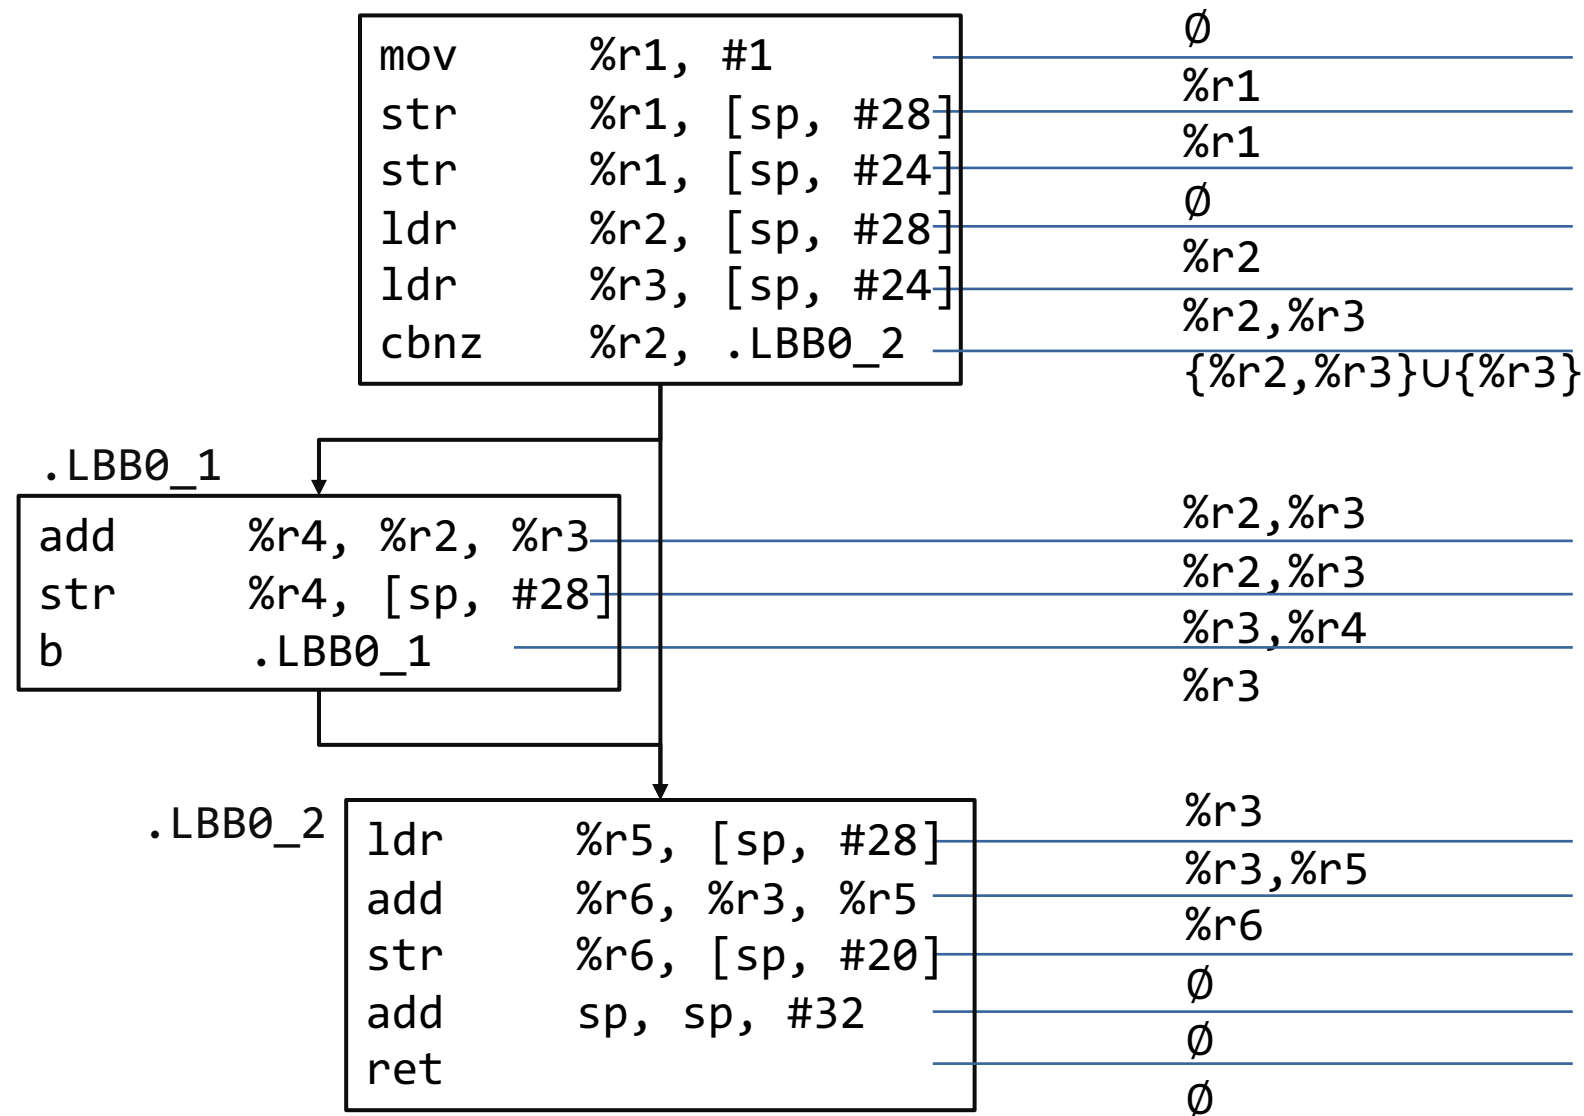 Ø
mov %r1, #1
%r1
str %r1, [sp, #28]
%r1
str %r1, [sp, #24]
Ø
ldr %r2, [sp, #28]
%r2
ldr %r3, [sp, #24]
%r2,%r3
cbnz %r2, .LBB0_2
{%r2,%r3}∪{%r3}
.LBB0_1
%r2,%r3
add %r4, %r2, %r3
%r2,%r3
str %r4, [sp, #28]
%r3,%r4
b .LBB0_1
%r3
%r3
.LBB0_2
ldr %r5, [sp, #28]
%r3,%r5
add %r6, %r3, %r5
%r6
str %r6, [sp, #20]
Ø
add sp, sp, #32
Ø
ret
Ø